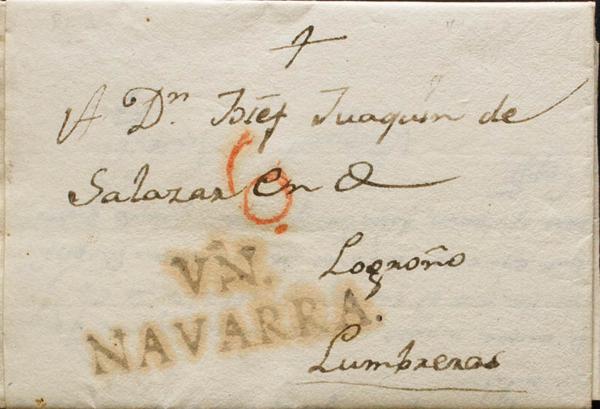 A Dn Josef Juaquin de
6
Salazar en
Logroño
VN.
NAVARRA.
Lumbreras